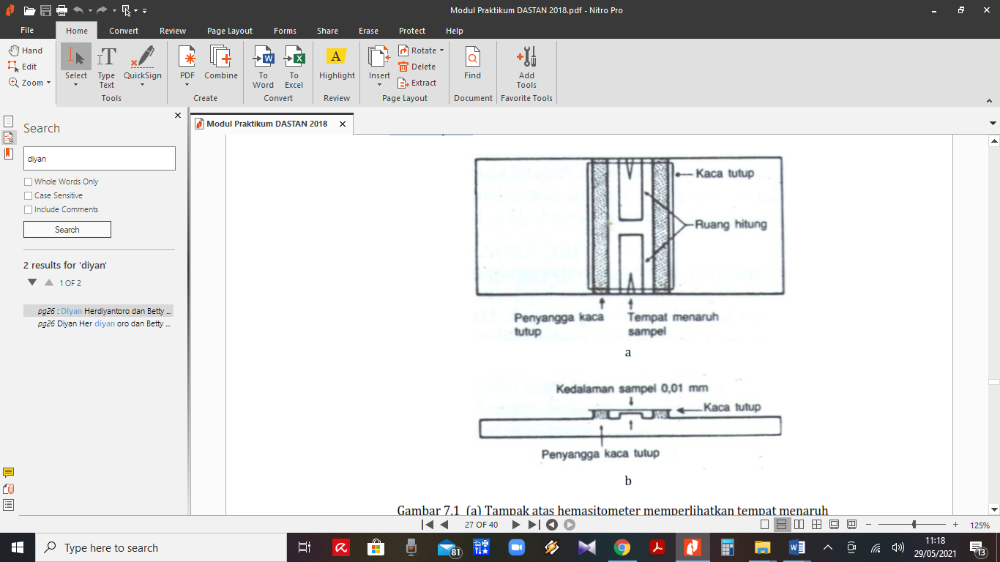 Modul Praktikum DASTAN 2018.pdf - Nitro Pro
File Home Convert Review Page Layout Forms Share Erase Protect Help
Hand
Edit
Zoom
Select
Type Text
QuickSign
Tools
PDF
Combine
Create
To Word
To Excel
Convert
Highlight
Review
Insert
Rotate
Delete
Extract
Page Layout
Find
Document
Add Tools
Favorite Tools
Search
diyan
Whole Words Only
Case Sensitive
Include Comments
Search
2 results for 'diyan'
1 OF 2
pg26 : Diyan Herdiyantoro dan Betty ...
pg26 Diyan Her diyan oro dan Betty ...
Modul Praktikum DASTAN 2018
Kaca tutup
Ruang hitung
Penyangga kaca
tutup
Tempat menaruh
sampel
a
Kedalaman sampel 0,01 mm
Kaca tutup
Penyangga kaca tutup
b
Gambar 7.1 (a) Tampak atas hemasitometer memperlihatkan tempat menaruh
27 OF 40
125%
Type here to search
81
11:18
29/05/2021
13